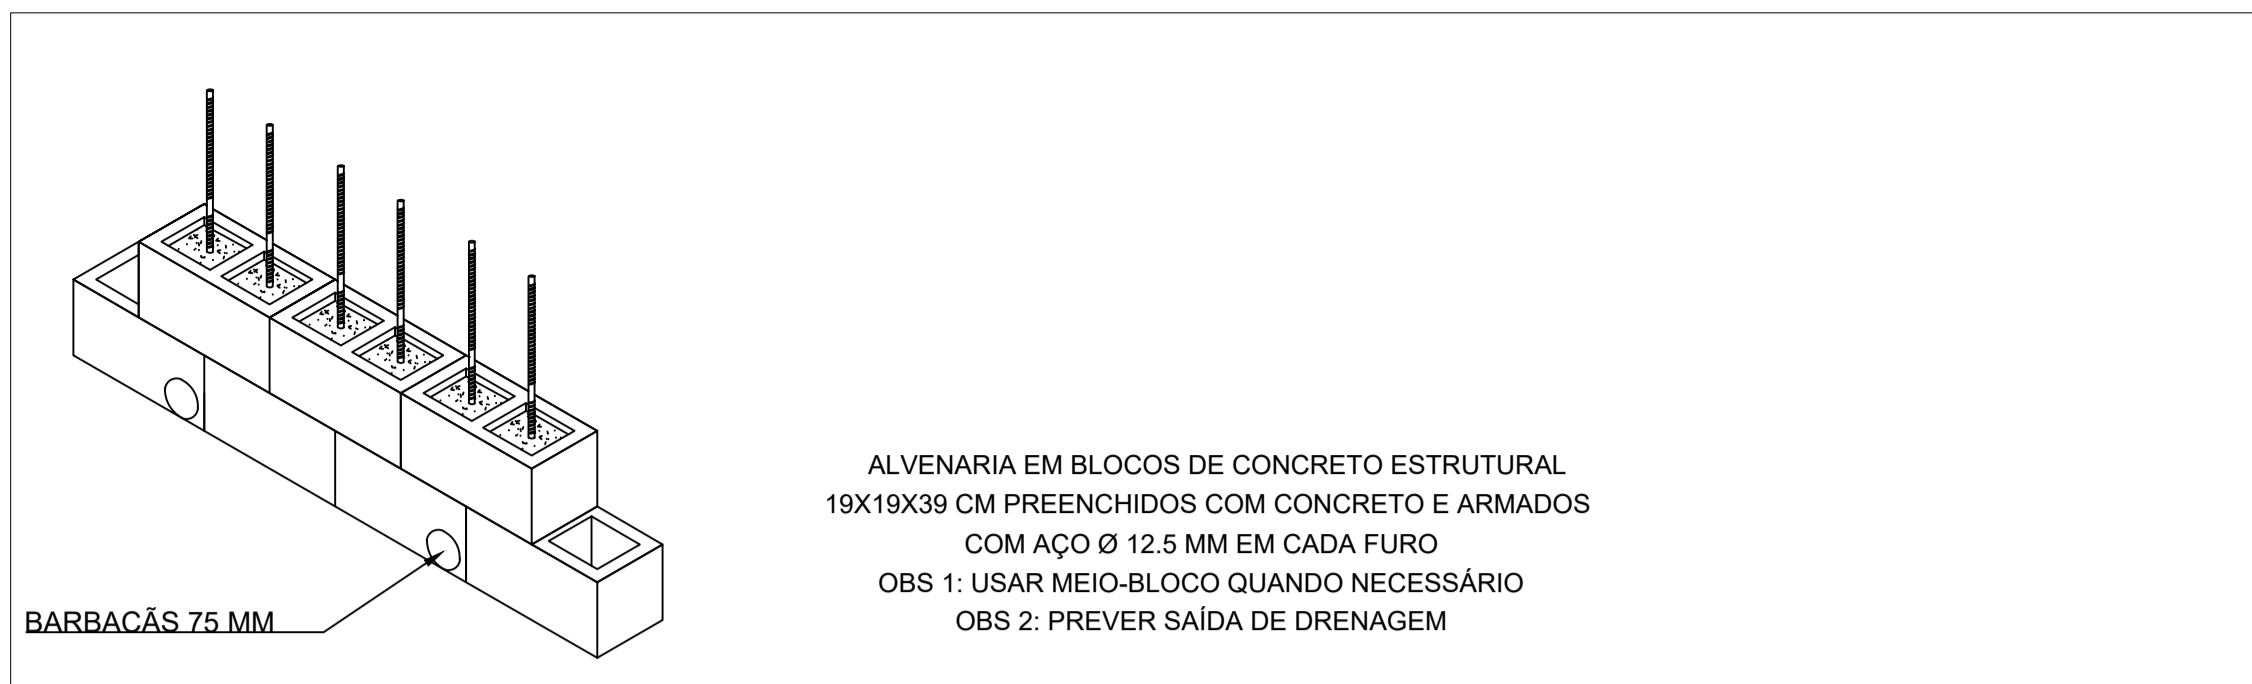 ALVENARIA EM BLOCOS DE CONCRETO ESTRUTURAL
19X19X39 CM PREENCHIDOS COM CONCRETO E ARMADOS
COM AÇO Ø 12.5 MM EM CADA FURO
OBS 1: USAR MEIO-BLOCO QUANDO NECESSÁRIO
OBS 2: PREVER SAÍDA DE DRENAGEM
BARBACÃS 75 MM